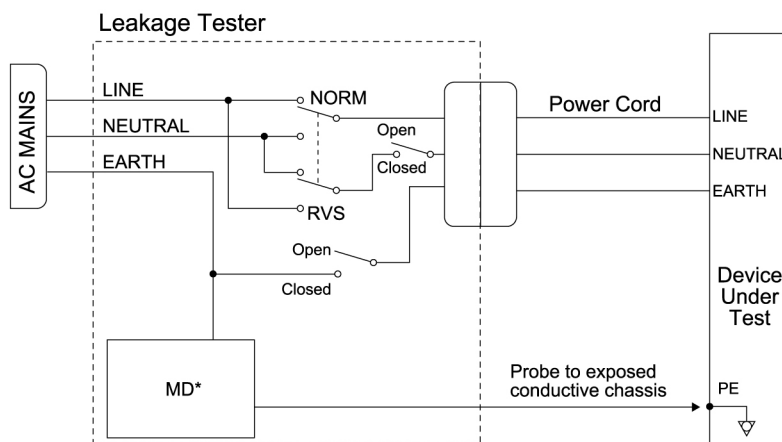 Leakage Tester
AC MAINS
LINE
NEUTRAL
EARTH
NORM
Open
Closed
RVS
Open
Closed
MD*
Power Cord
LINE
NEUTRAL
EARTH
Device
Under
Test
Probe to exposed
conductive chassis
PE